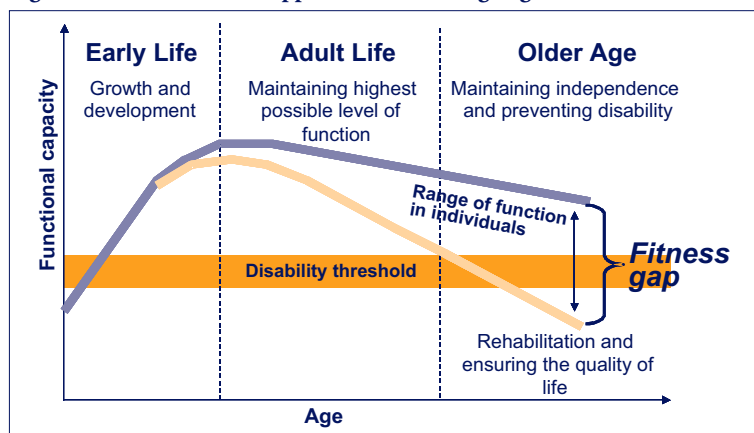 Early Life
Growth and
development
Adult Life
Maintaining highest
possible level of
function
Older Age
Maintaining independence
and preventing disability
Functional capacity
Range of function
in individuals
Disability threshold
Fitness
gap
Rehabilitation and
ensuring the quality of
life
Age